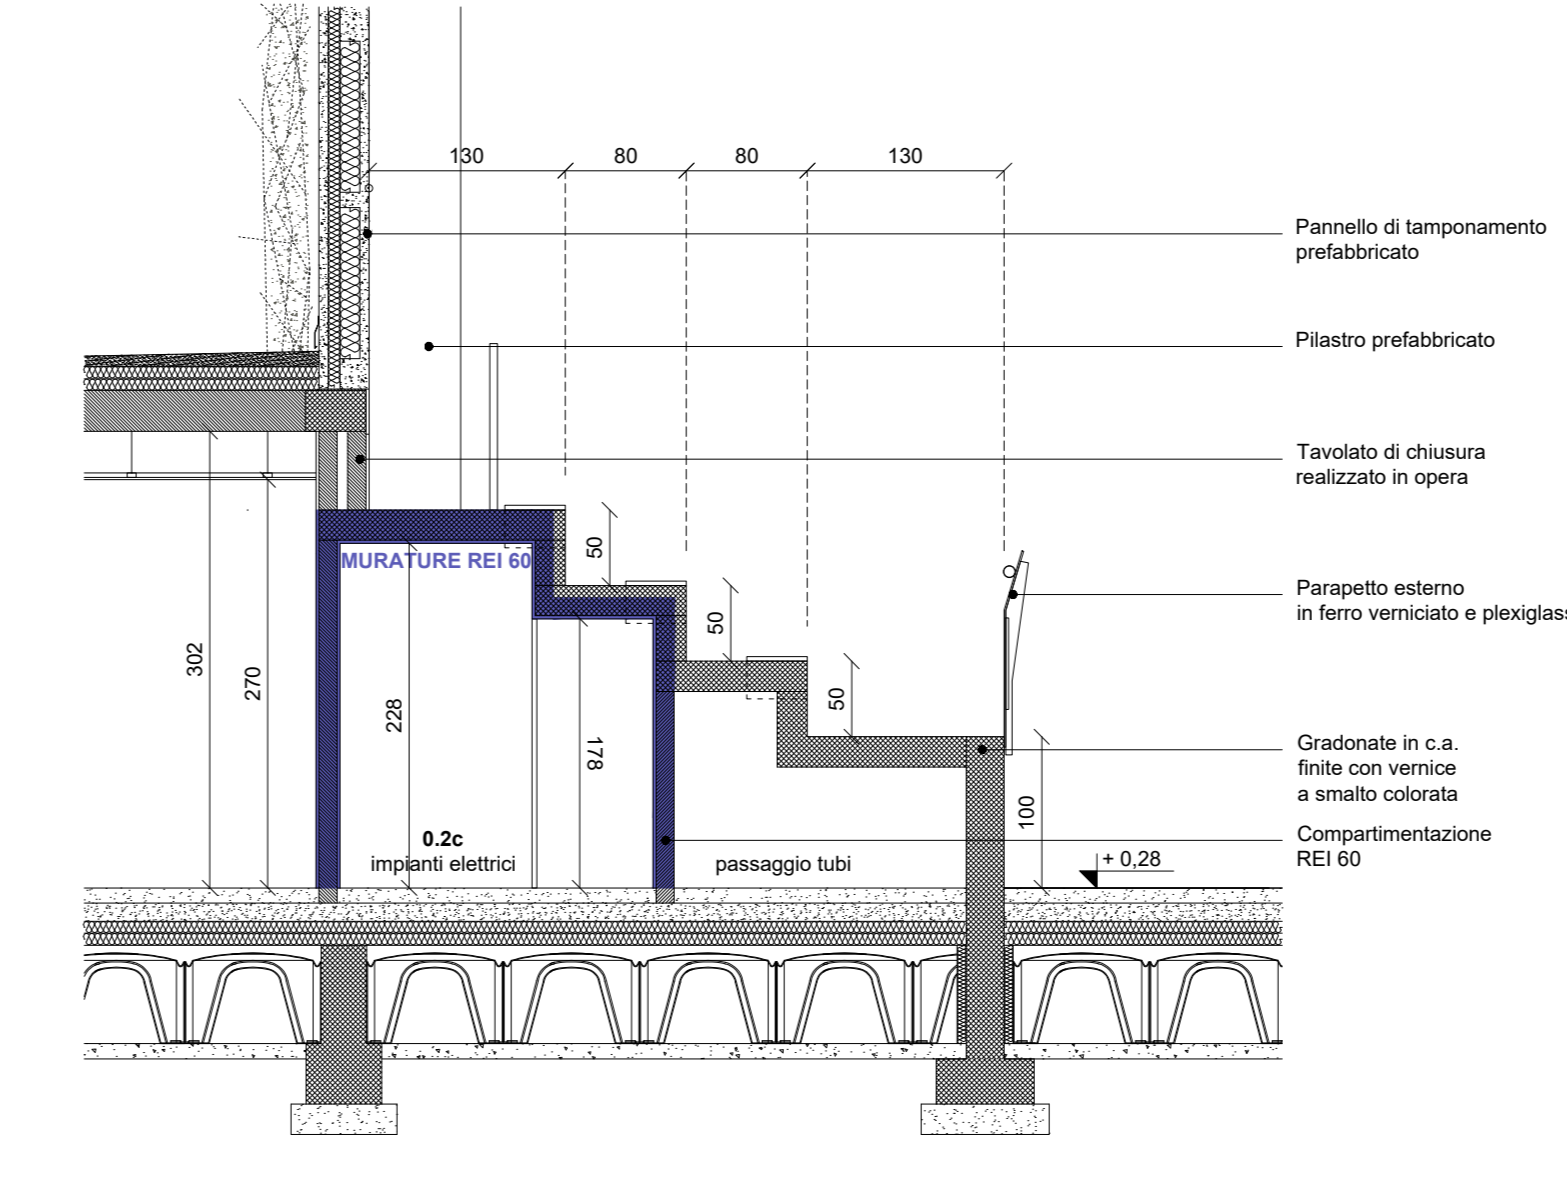 130
80
80
130
Pannello di tamponamento
prefabbricato
Pilastro prefabbricato
Tavolato di chiusura
realizzato in opera
50
MURATURE REI 60
50
Parapetto esterno
in ferro verniciato e plexiglass
302
270
228
178
50
Gradonate in c.a.
finite con vernice
a smalto colorata
100
0.2c
impianti elettrici
passaggio tubi
Compartimentazione
REI 60
+ 0,28